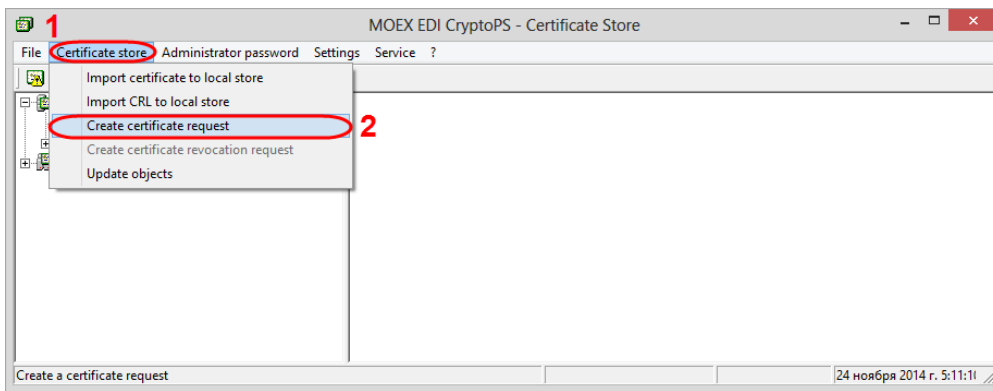 1
MOEX EDI CryptoPS - Certificate Store
File Certificate store Administrator password Settings Service ?
Import certificate to local store
Import CRL to local store
Create certificate request 2
Create certificate revocation request
Update objects
Create a certificate request 24 ноября 2014 г. 5:11:1